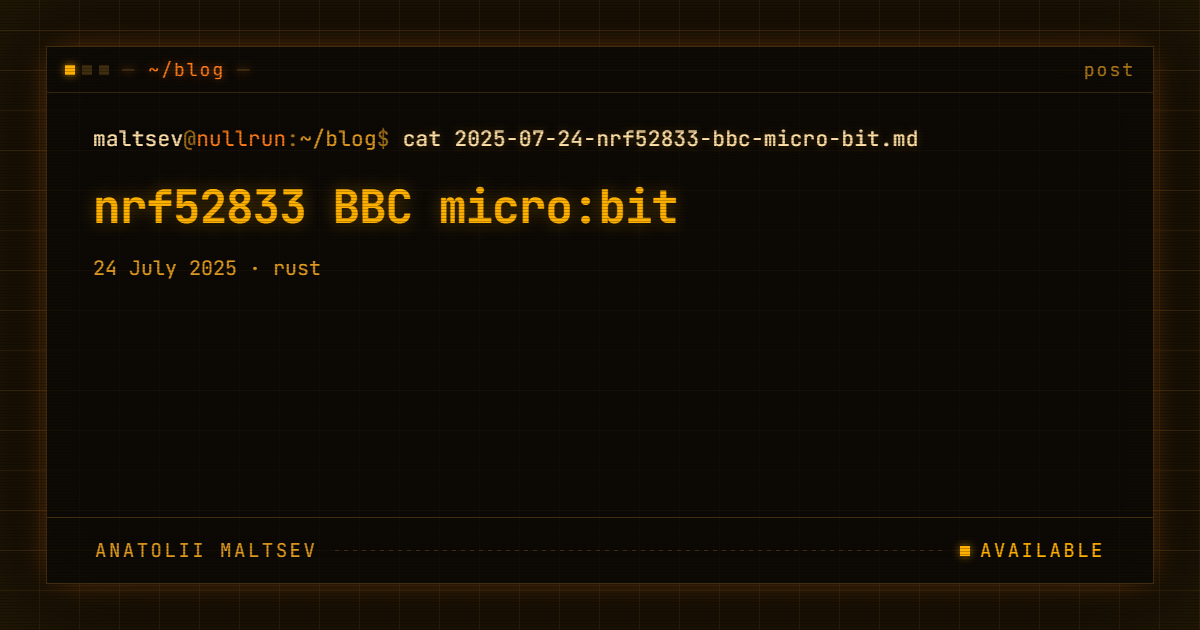 — ~/blog —
post
maltsev@nullrun:~/blog$ cat 2025-07-24-nrf52833-bbc-micro-bit.md
nrf52833 BBC micro:bit
24 July 2025 · rust
ANATOLII MALTSEV
AVAILABLE